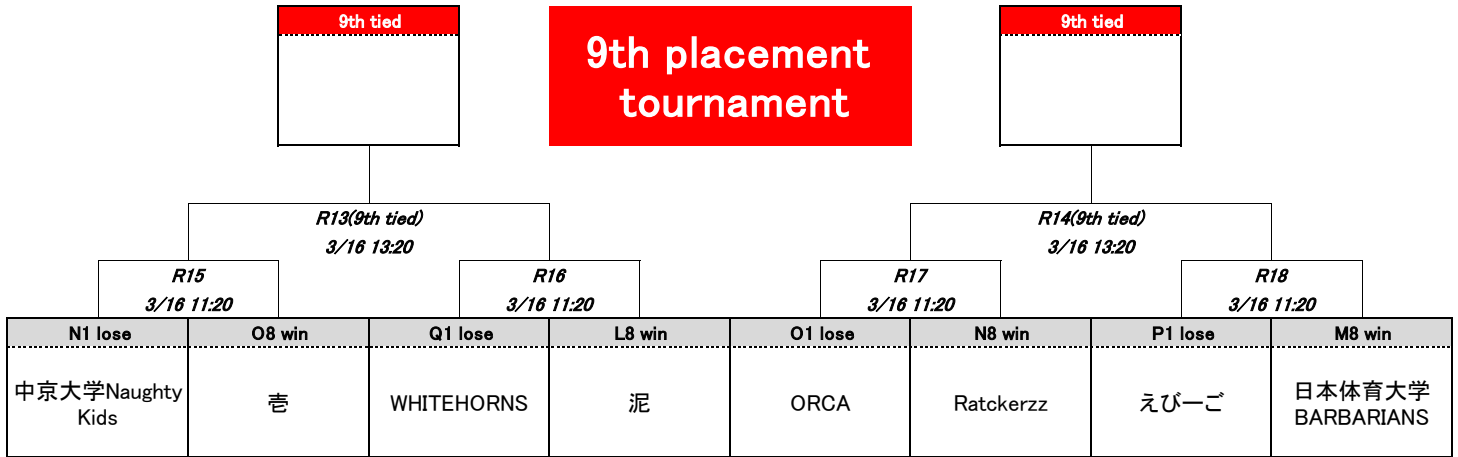 9th tied
9th placement
tournament
9th tied
R13(9th tied)
3/16 13:20
R14(9th tied)
3/16 13:20
R15
3/16 11:20
R16
3/16 11:20
R17
3/16 11:20
R18
3/16 11:20
N1 lose
O8 win
Q1 lose
L8 win
O1 lose
N8 win
P1 lose
M8 win
中京大学Naughty
Kids
壱
WHITEHORNS
泥
ORCA
Ratckerzz
えびーご
日本体育大学
BARBARIANS